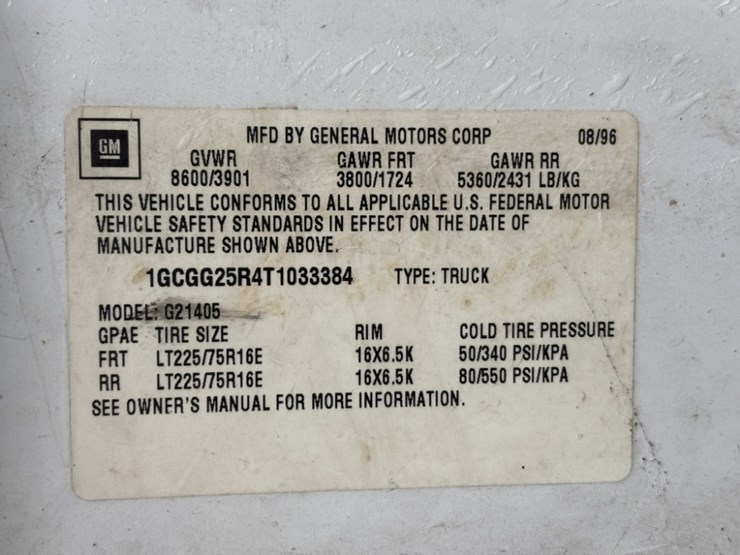 GM
MFD BY GENERAL MOTORS CORP 08/96
GVWR GAWR FRT GAWR RR
8600/3901 3800/1724 5360/2431 LB/KG
THIS VEHICLE CONFORMS TO ALL APPLICABLE U.S. FEDERAL MOTOR
VEHICLE SAFETY STANDARDS IN EFFECT ON THE DATE OF
MANUFACTURE SHOWN ABOVE.
1GCGG25R4T1033384 TYPE: TRUCK
MODEL: G21405
GPAE TIRE SIZE RIM COLD TIRE PRESSURE
FRT LT225/75R16E 16X6.5K 50/340 PSI/KPA
RR LT225/75R16E 16X6.5K 80/550 PSI/KPA
SEE OWNER'S MANUAL FOR MORE INFORMATION.